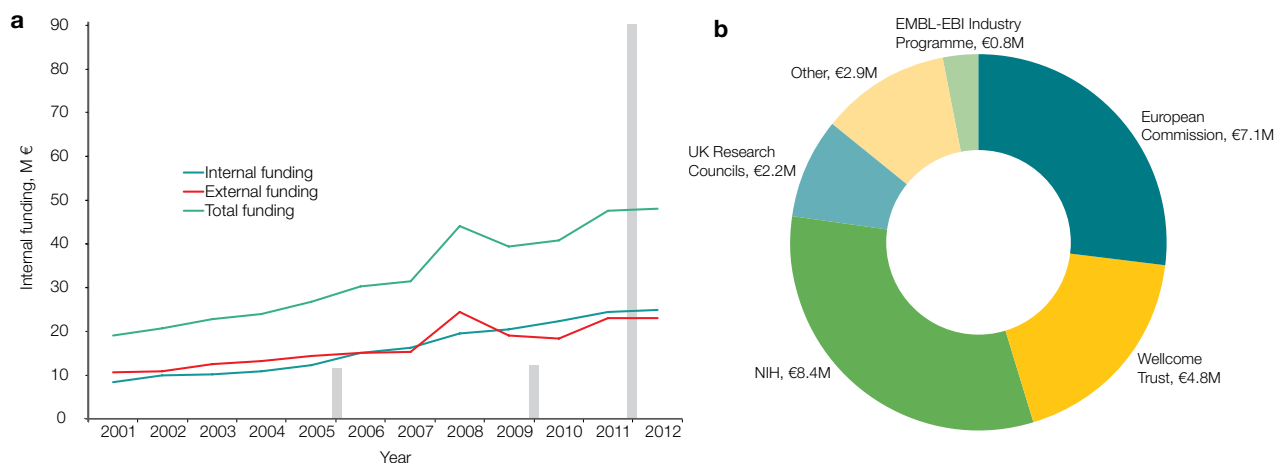 a
90
80
70
60
50
40
30
20
10
0
Internal funding, M €
Internal funding
External funding
Total funding
2001 2002 2003 2004 2005 2006 2007 2008 2009 2010 2011 2012
Year
b
EMBL-EBI Industry
Programme, €0.8M
Other, €2.9M
European
Commission, €7.1M
UK Research
Councils, €2.2M
Wellcome
Trust, €4.8M
NIH, €8.4M